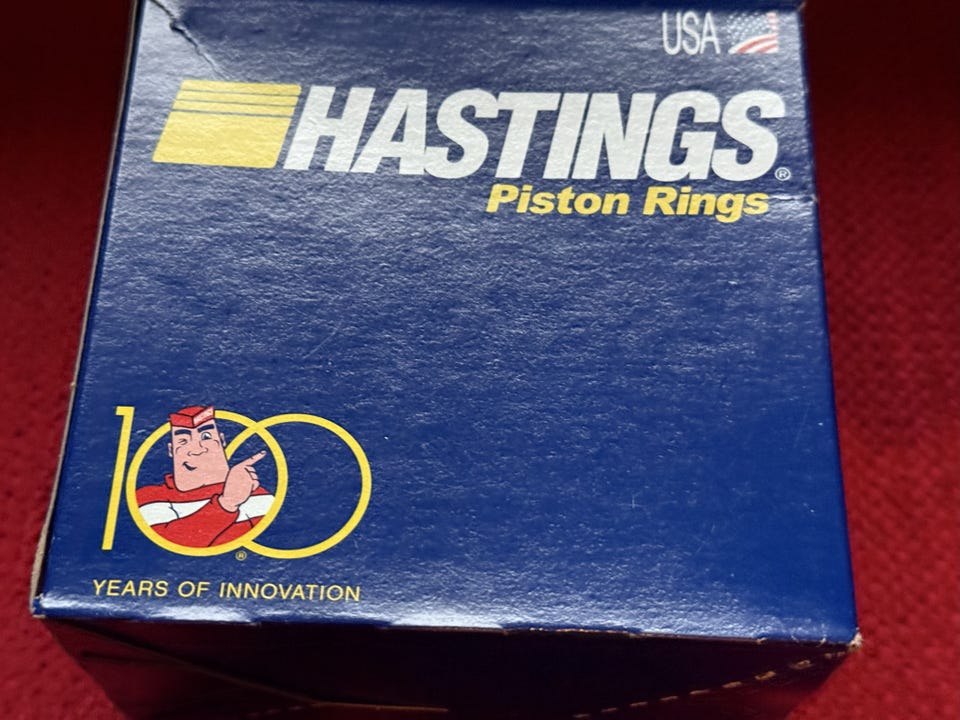 USA
HASTINGS®
Piston Rings
100
®
YEARS OF INNOVATION